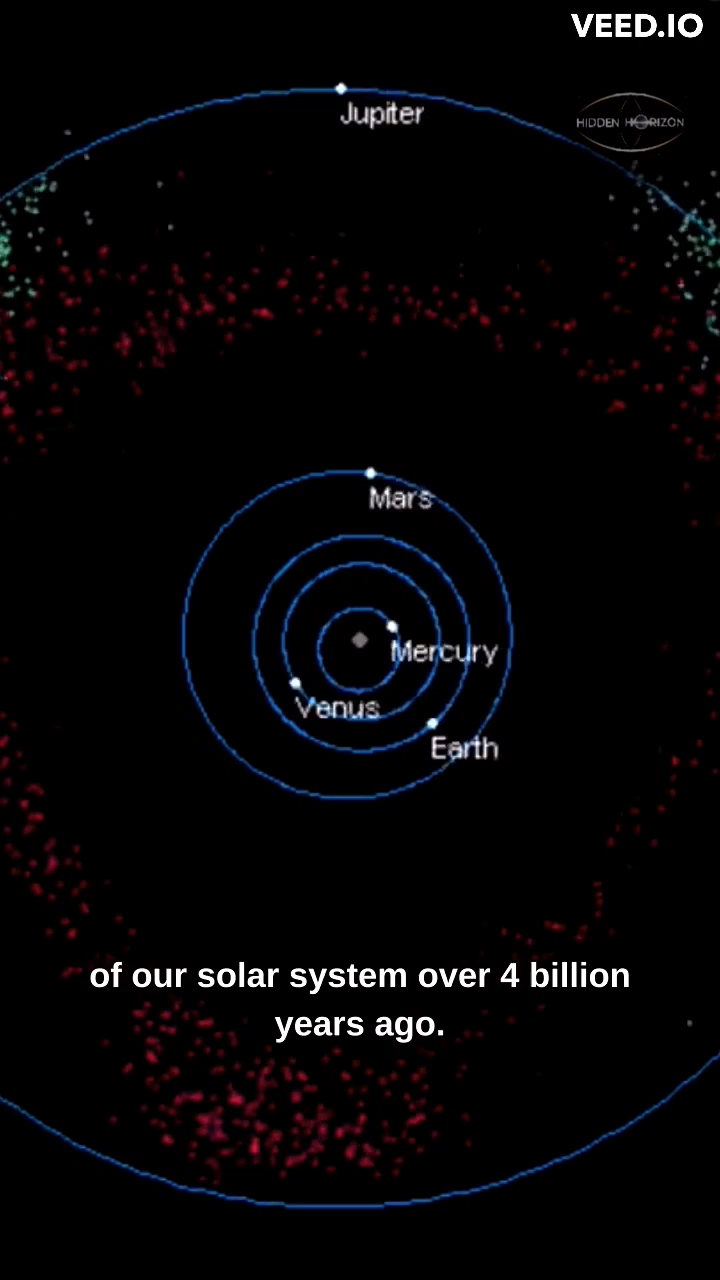 VEED.IO
Jupiter
HIDDEN HORIZON
Mars
Mercury
Venus
Earth
of our solar system over 4 billion
years ago.